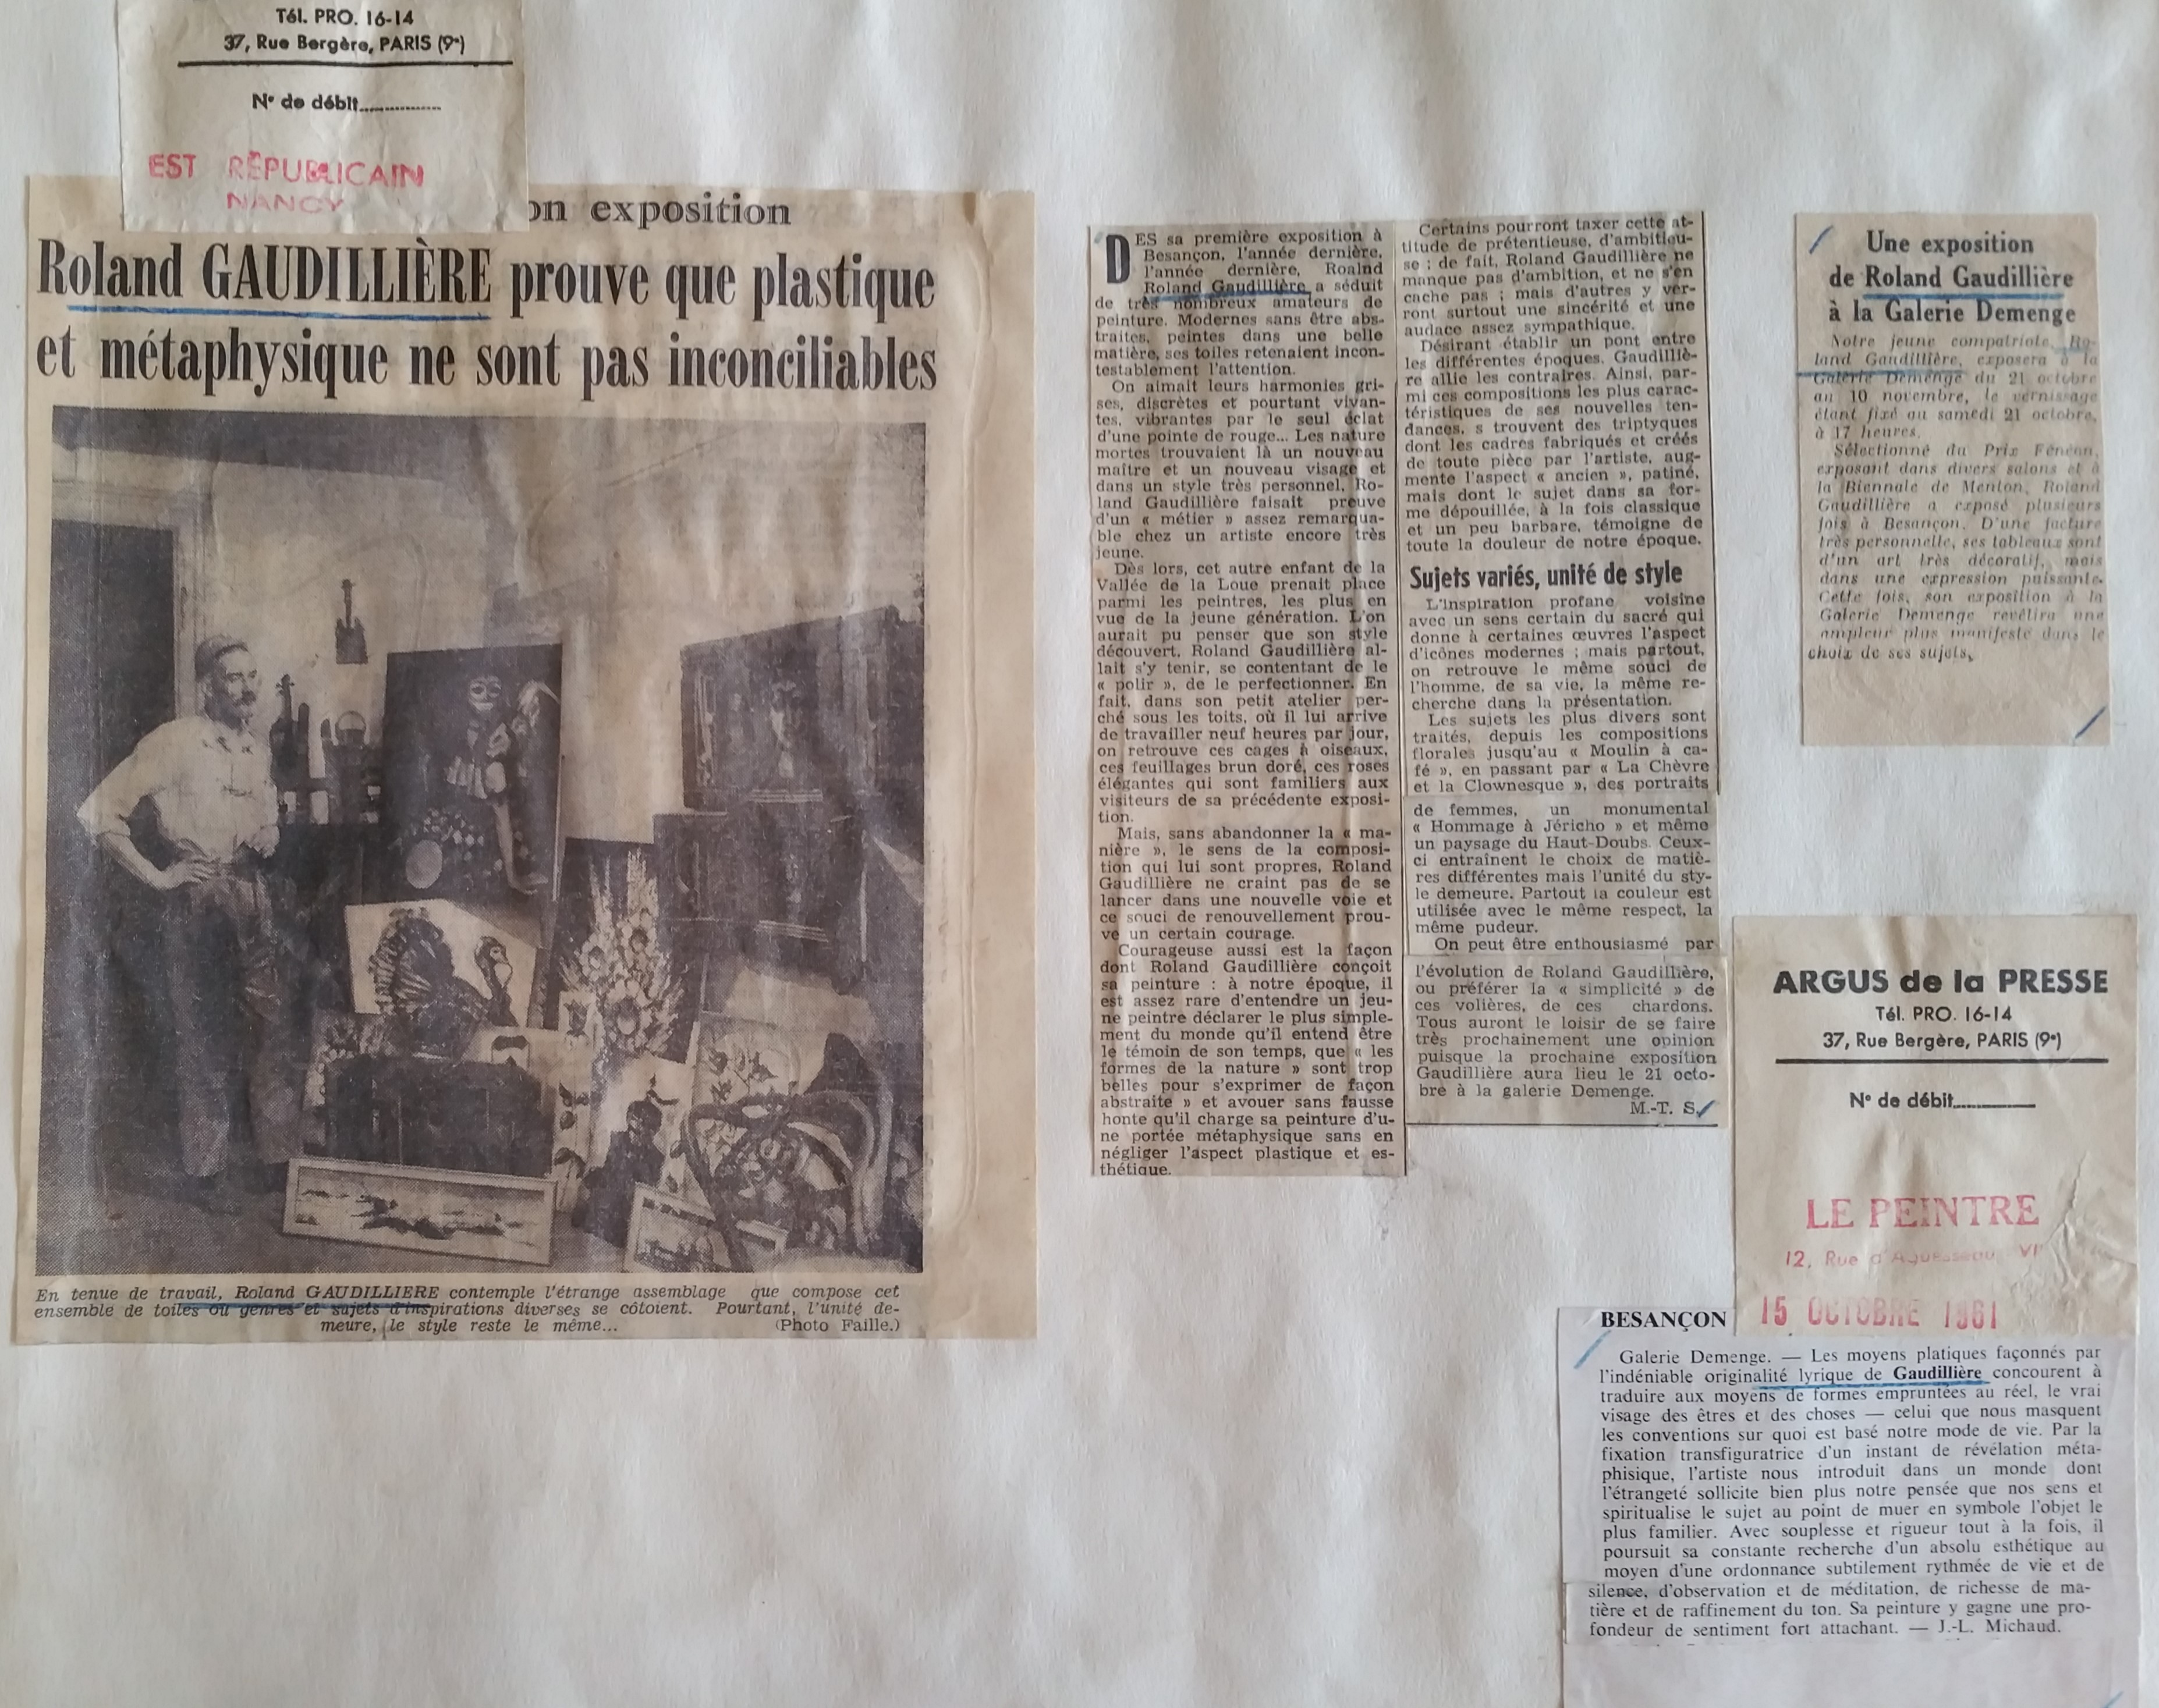 Tél. PRO. 16-14
37, Rue Bergère, PARIS (9e)
N° de débit
EST RÉPUBLICAIN
NANCY
on exposition
Roland GAUDILLIÈRE prouve que plastique
et métaphysique ne sont pas inconciliables
En tenue de travail, Roland GAUDILLIERE contemple l'étrange assemblage que compose cet
ensemble de toiles où genres et sujets d'inspirations diverses se côtoient. Pourtant, l'unité de-
meure, le style reste le même... (Photo Faille.)
DES sa première exposition à
Besançon, l'année dernière,
l'année dernière, Roalnd
Roland Gaudillière a séduit
de très nombreux amateurs de
peinture. Modernes sans être abs-
traites, peintes dans une belle
matière, ses toiles retenaient incon-
testablement l'attention.
On aimait leurs harmonies gri-
ses, discrètes et pourtant vivan-
tes, vibrantes par le seul éclat
d'une pointe de rouge... Les nature
mortes trouvaient là un nouveau
maître et un nouveau visage et
dans un style très personnel, Ro-
land Gaudillière faisait preuve
d'un « métier » assez remarqua-
ble chez un artiste encore très
jeune.
Dès lors, cet autre enfant de la
Vallée de la Loue prenait place
parmi les peintres, les plus en
vue de la jeune génération. L'on
aurait pu penser que son style
découvert, Roland Gaudillière al-
lait s'y tenir, se contentant de le
« polir », de le perfectionner. En
fait, dans son petit atelier per-
ché sous les toits, où il lui arrive
de travailler neuf heures par jour,
on retrouve ces cages à oiseaux,
ces feuillages brun doré, ces roses
élégantes qui sont familiers aux
visiteurs de sa précédente exposi-
tion.
Mais, sans abandonner la « ma-
nière », le sens de la composi-
tion qui lui sont propres, Roland
Gaudillière ne craint pas de se
lancer dans une nouvelle voie et
ce souci de renouvellement prou-
ve un certain courage.
Courageuse aussi est la façon
dont Roland Gaudillière conçoit
sa peinture : à notre époque, il
est assez rare d'entendre un jeu-
ne peintre déclarer le plus simple-
ment du monde qu'il entend être
le témoin de son temps, que « les
formes de la nature » sont trop
belles pour s'exprimer de façon
abstraite » et avouer sans fausse
honte qu'il charge sa peinture d'u-
ne portée métaphysique sans en
négliger l'aspect plastique et es-
thétique.
Certains pourront taxer cette at-
titude de prétentieuse, d'ambitieu-
se ; de fait, Roland Gaudillière ne
manque pas d'ambition, et ne s'en
cache pas ; mais d'autres y ver-
ront surtout une sincérité et une
audace assez sympathique.
Désirant établir un pont entre
les différentes époques. Gaudilliè-
re allie les contraires. Ainsi, par-
mi ces compositions les plus carac-
téristiques de ses nouvelles ten-
dances, s trouvent des triptyques
dont les cadres fabriqués et créés
de toute pièce par l'artiste, aug-
mente l'aspect « ancien », patiné,
mais dont le sujet dans sa for-
me dépouillée, à la fois classique
et un peu barbare, témoigne de
toute la douleur de notre époque.
Sujets variés, unité de style
L'inspiration profane voisine
avec un sens certain du sacré qui
donne à certaines œuvres l'aspect
d'icônes modernes ; mais partout,
on retrouve le même souci de
l'homme, de sa vie, la même re-
cherche dans la présentation.
Les sujets les plus divers sont
traités, depuis les compositions
florales jusqu'au « Moulin à ca-
fé », en passant par « La Chèvre
et la Clownesque », des portraits
de femmes, un monumental
« Hommage à Jéricho » et même
un paysage du Haut-Doubs. Ceux-
ci entraînent le choix de matiè-
res différentes mais l'unité du sty-
le demeure. Partout la couleur est
utilisée avec le même respect, la
même pudeur.
On peut être enthousiasmé par
l'évolution de Roland Gaudillière,
ou préférer la « simplicité » de
ces volières, de ces chardons.
Tous auront le loisir de se faire
très prochainement une opinion
puisque la prochaine exposition
Gaudillière aura lieu le 21 octo-
bre à la galerie Demenge.
M.-T. S.
Une exposition
de Roland Gaudillière
à la Galerie Demenge
Notre jeune compatriote, Ro-
land Gaudillière, exposera à la
Galerie Demenge du 21 octobre
au 10 novembre, le vernissage
étant fixé au samedi 21 octobre,
à 17 heures.
Sélectionné du Prix Fénéon,
exposant dans divers salons et à
la Biennale de Menton, Roland
Gaudillière a exposé plusieurs
fois à Besançon. D'une facture
très personnelle, ses tableaux sont
d'un art très décoratif, mais
dans une expression puissante.
Cette fois, son exposition à la
Galerie Demenge revêtira une
ampleur plus manifeste dans le
choix de ses sujets,
ARGUS de la PRESSE
Tél. PRO. 16-14
37, Rue Bergère, PARIS (9e)
N° de débit
LE PEINTRE
12, Rue d'Aguesseau, VI
15 OCTOBRE 1961
BESANÇON
Galerie Demenge. — Les moyens platiques façonnés par
l'indéniable originalité lyrique de Gaudillière concourent à
traduire aux moyens de formes empruntées au réel, le vrai
visage des êtres et des choses — celui que nous masquent
les conventions sur quoi est basé notre mode de vie. Par la
fixation transfiguratrice d'un instant de révélation méta-
phisique, l'artiste nous introduit dans un monde dont
l'étrangeté sollicite bien plus notre pensée que nos sens et
spiritualise le sujet au point de muer en symbole l'objet le
plus familier. Avec souplesse et rigueur tout à la fois, il
poursuit sa constante recherche d'un absolu esthétique au
moyen d'une ordonnance subtilement rythmée de vie et de
silence, d'observation et de méditation, de richesse de ma-
tière et de raffinement du ton. Sa peinture y gagne une pro-
fondeur de sentiment fort attachant. — J.-L. Michaud.